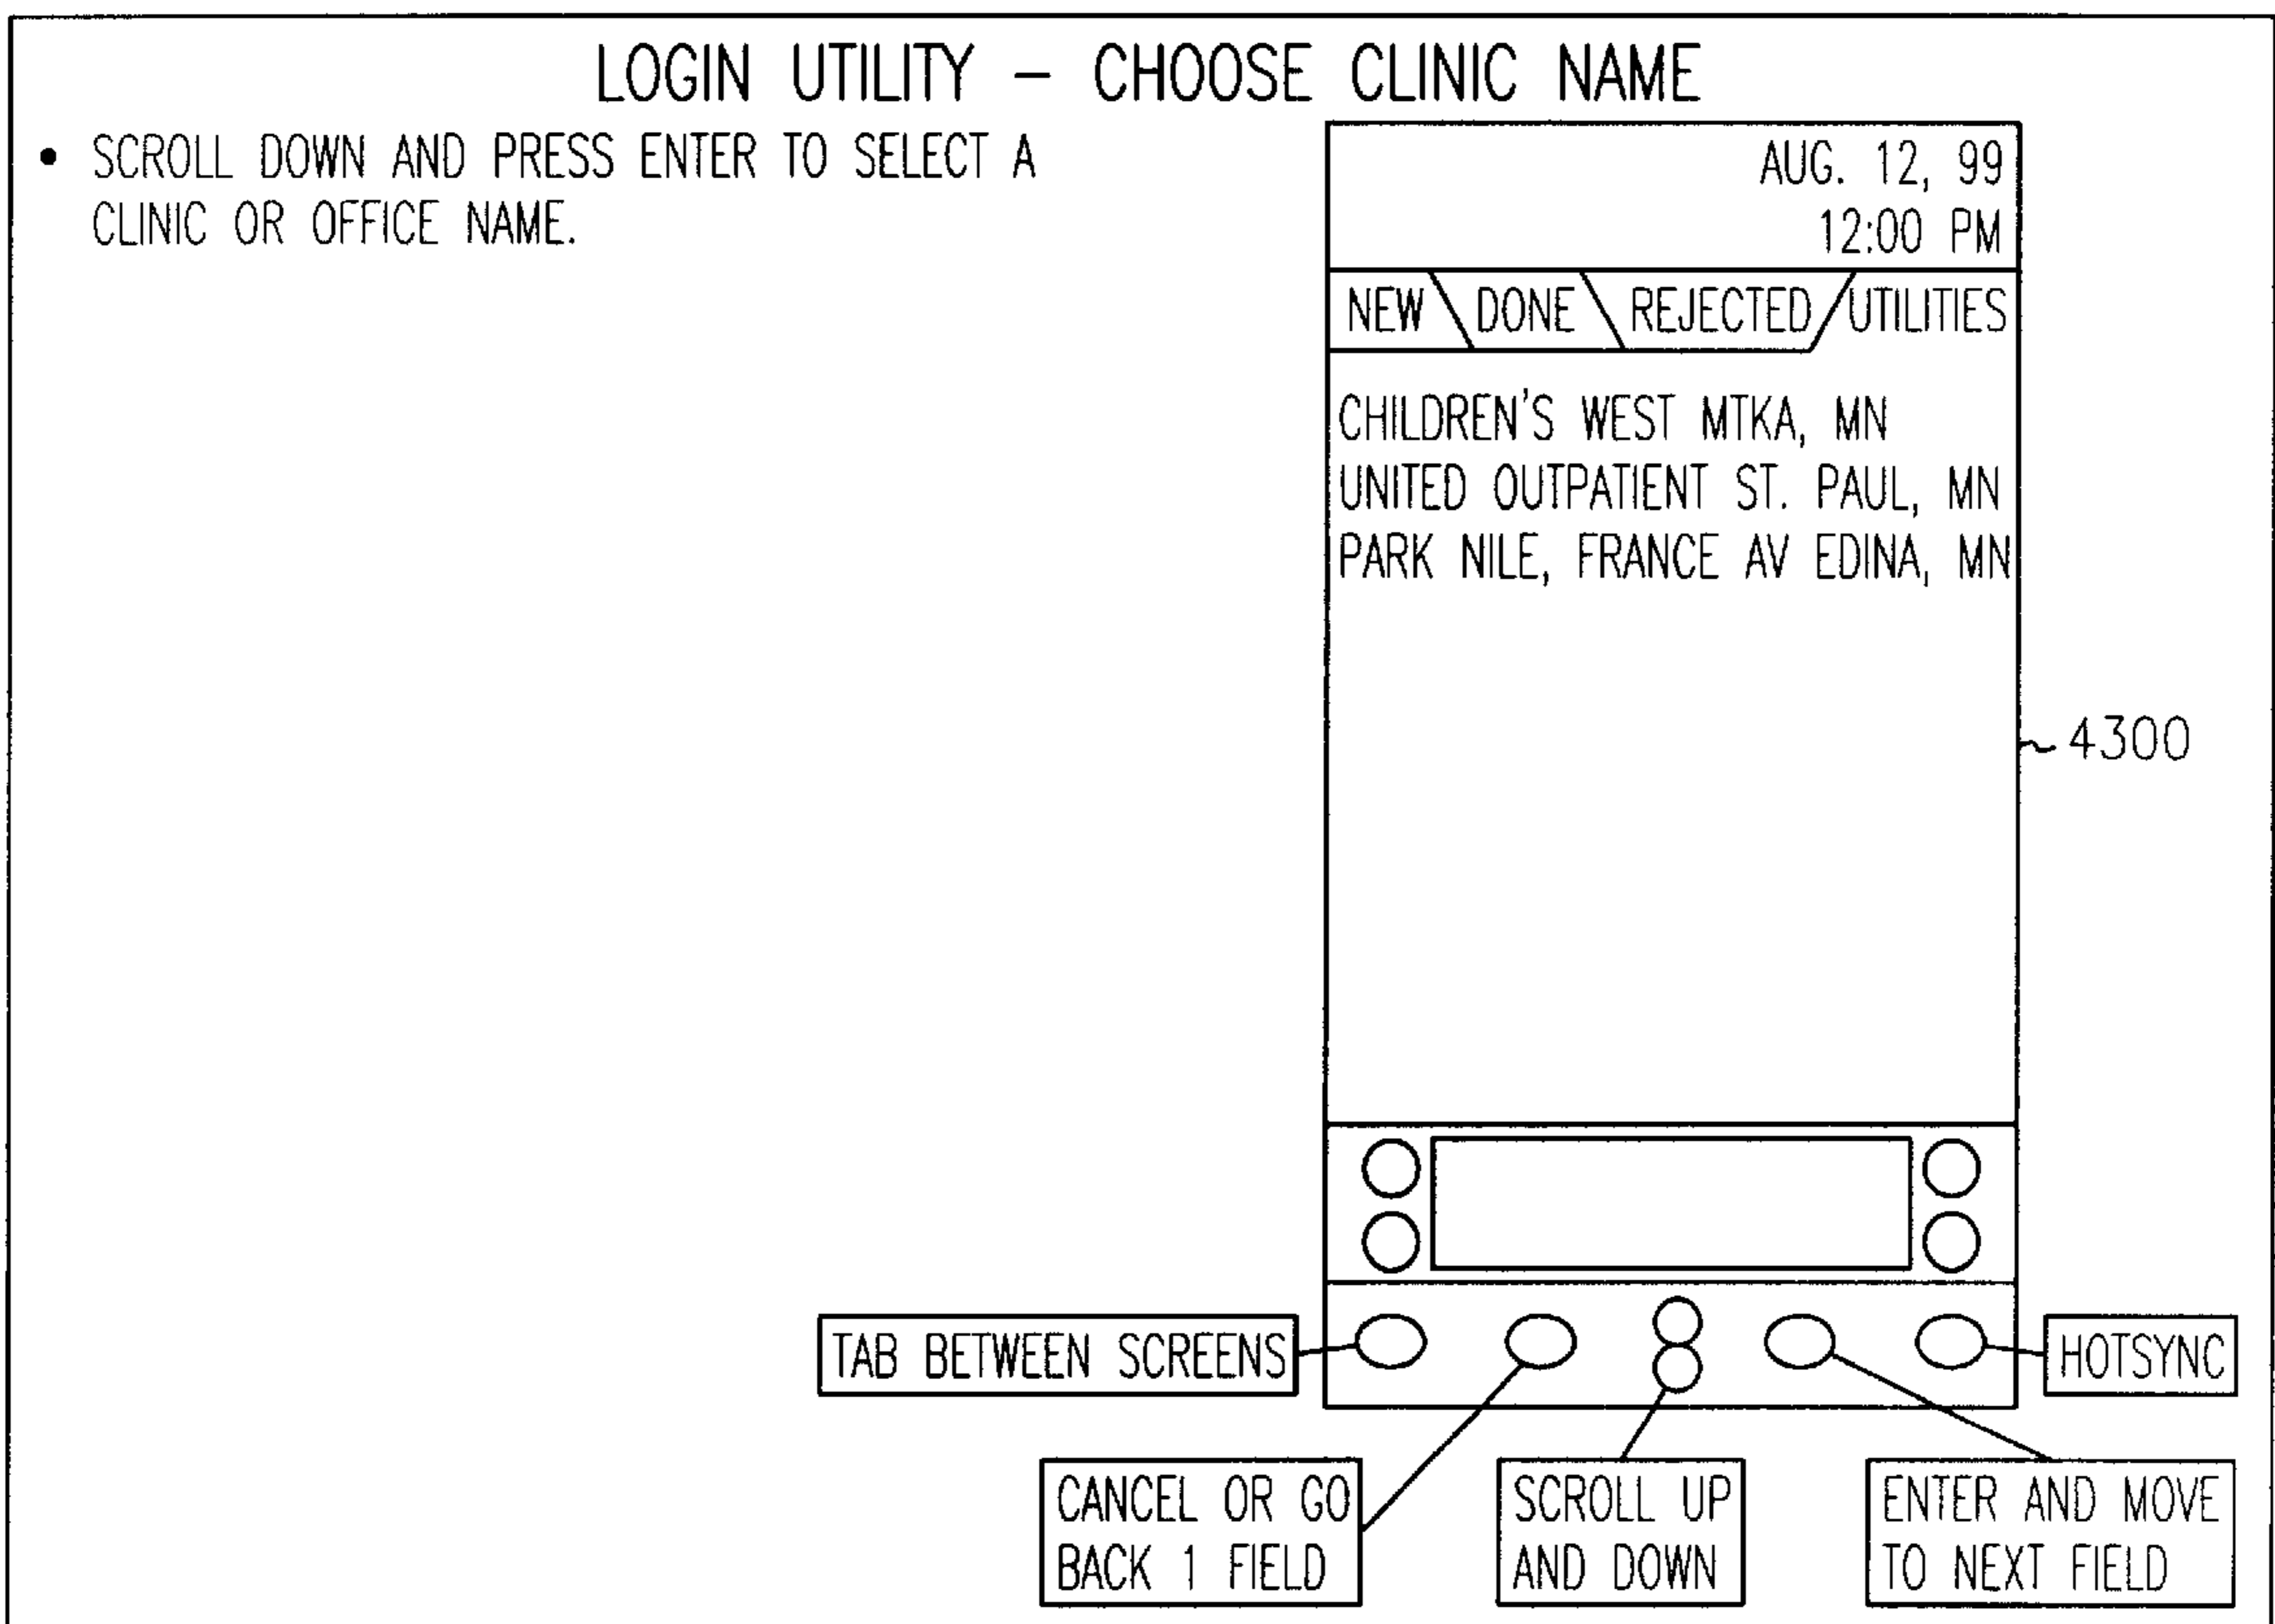 LOGIN UTILITY – CHOOSE CLINIC NAME
• SCROLL DOWN AND PRESS ENTER TO SELECT A
CLINIC OR OFFICE NAME.
AUG. 12, 99
12:00 PM
NEW DONE REJECTED UTILITIES
CHILDREN'S WEST MTKA, MN
UNITED OUTPATIENT ST. PAUL, MN
PARK NILE, FRANCE AV EDINA, MN
4300
TAB BETWEEN SCREENS
HOTSYNC
CANCEL OR GO
BACK 1 FIELD
SCROLL UP
AND DOWN
ENTER AND MOVE
TO NEXT FIELD